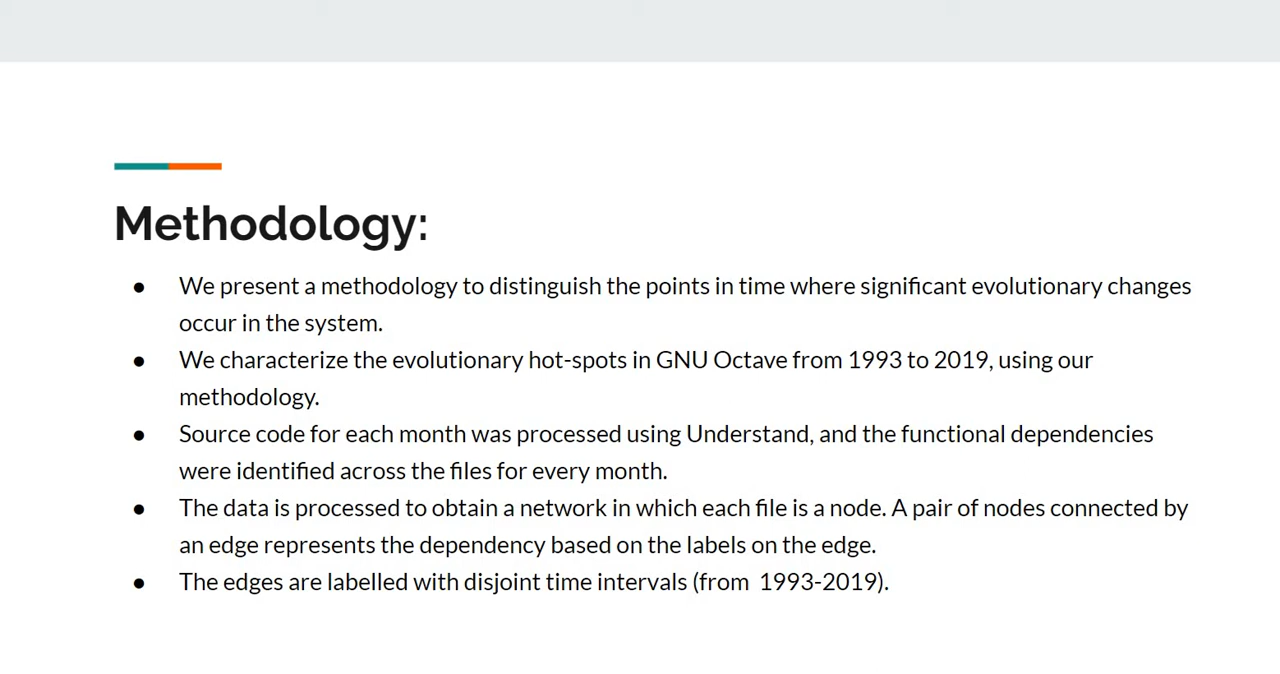 Methodology:
● We present a methodology to distinguish the points in time where significant evolutionary changes
occur in the system.
● We characterize the evolutionary hot-spots in GNU Octave from 1993 to 2019, using our
methodology.
● Source code for each month was processed using Understand, and the functional dependencies
were identified across the files for every month.
● The data is processed to obtain a network in which each file is a node. A pair of nodes connected by
an edge represents the dependency based on the labels on the edge.
● The edges are labelled with disjoint time intervals (from  1993-2019).